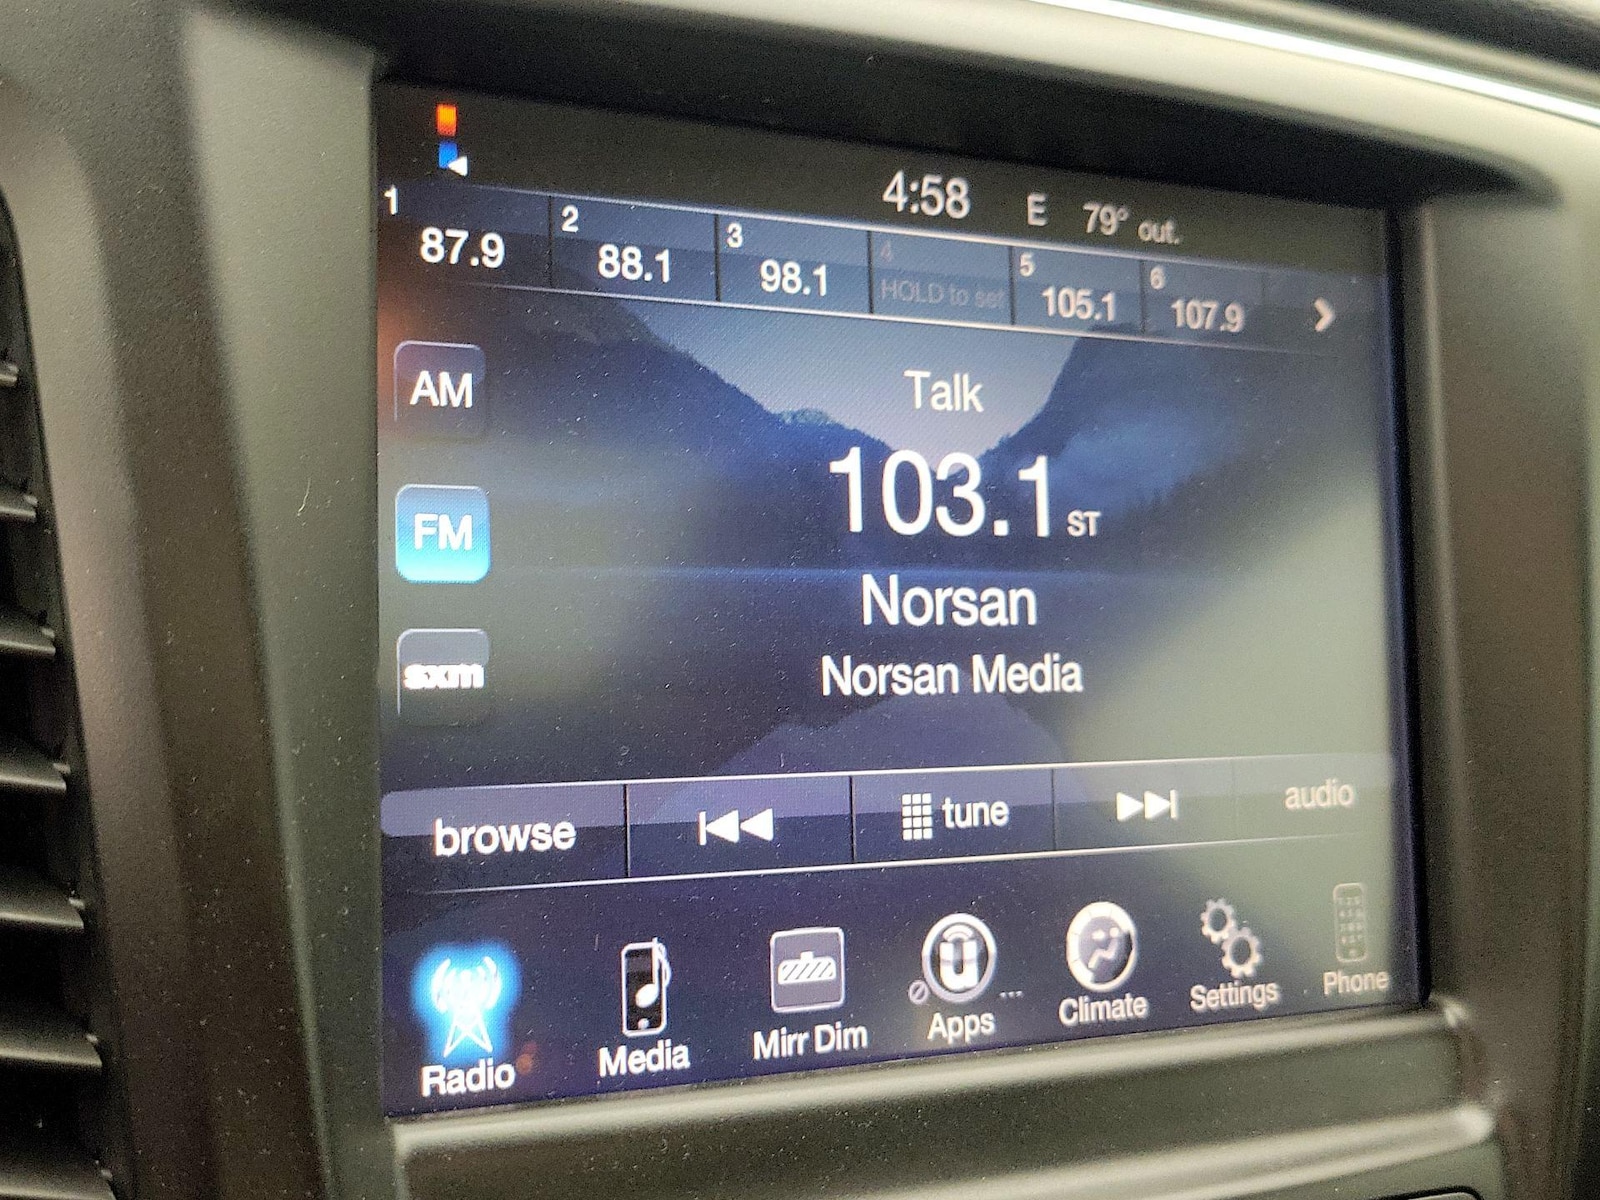 4:58 E 79° out.
1 2 3 4 5 6
87.9 88.1 98.1 HOLD to set 105.1 107.9
AM
Talk
FM
103.1 ST
Norsan
sxm
Norsan Media
browse tune audio
Radio Media Mirr Dim Apps Climate Settings Phone